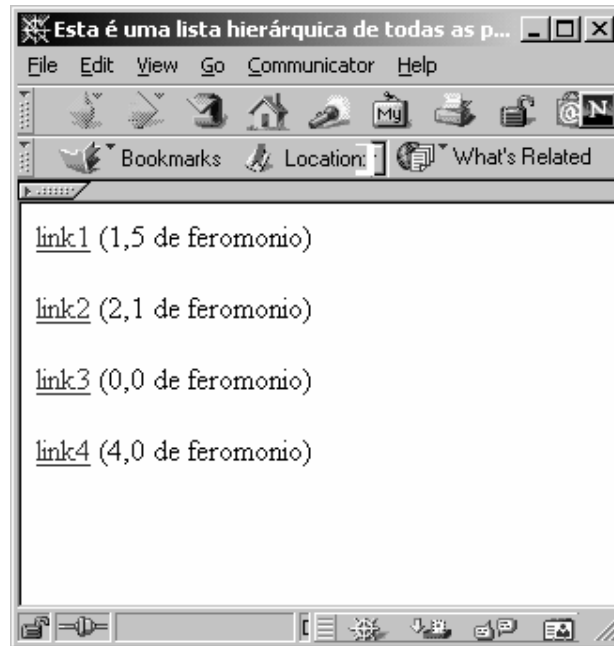 Esta é uma lista hierárquica de todas as p...
File Edit View Go Communicator Help
My N
Bookmarks Location: What's Related
link1 (1,5 de feromonio)
link2 (2,1 de feromonio)
link3 (0,0 de feromonio)
link4 (4,0 de feromonio)